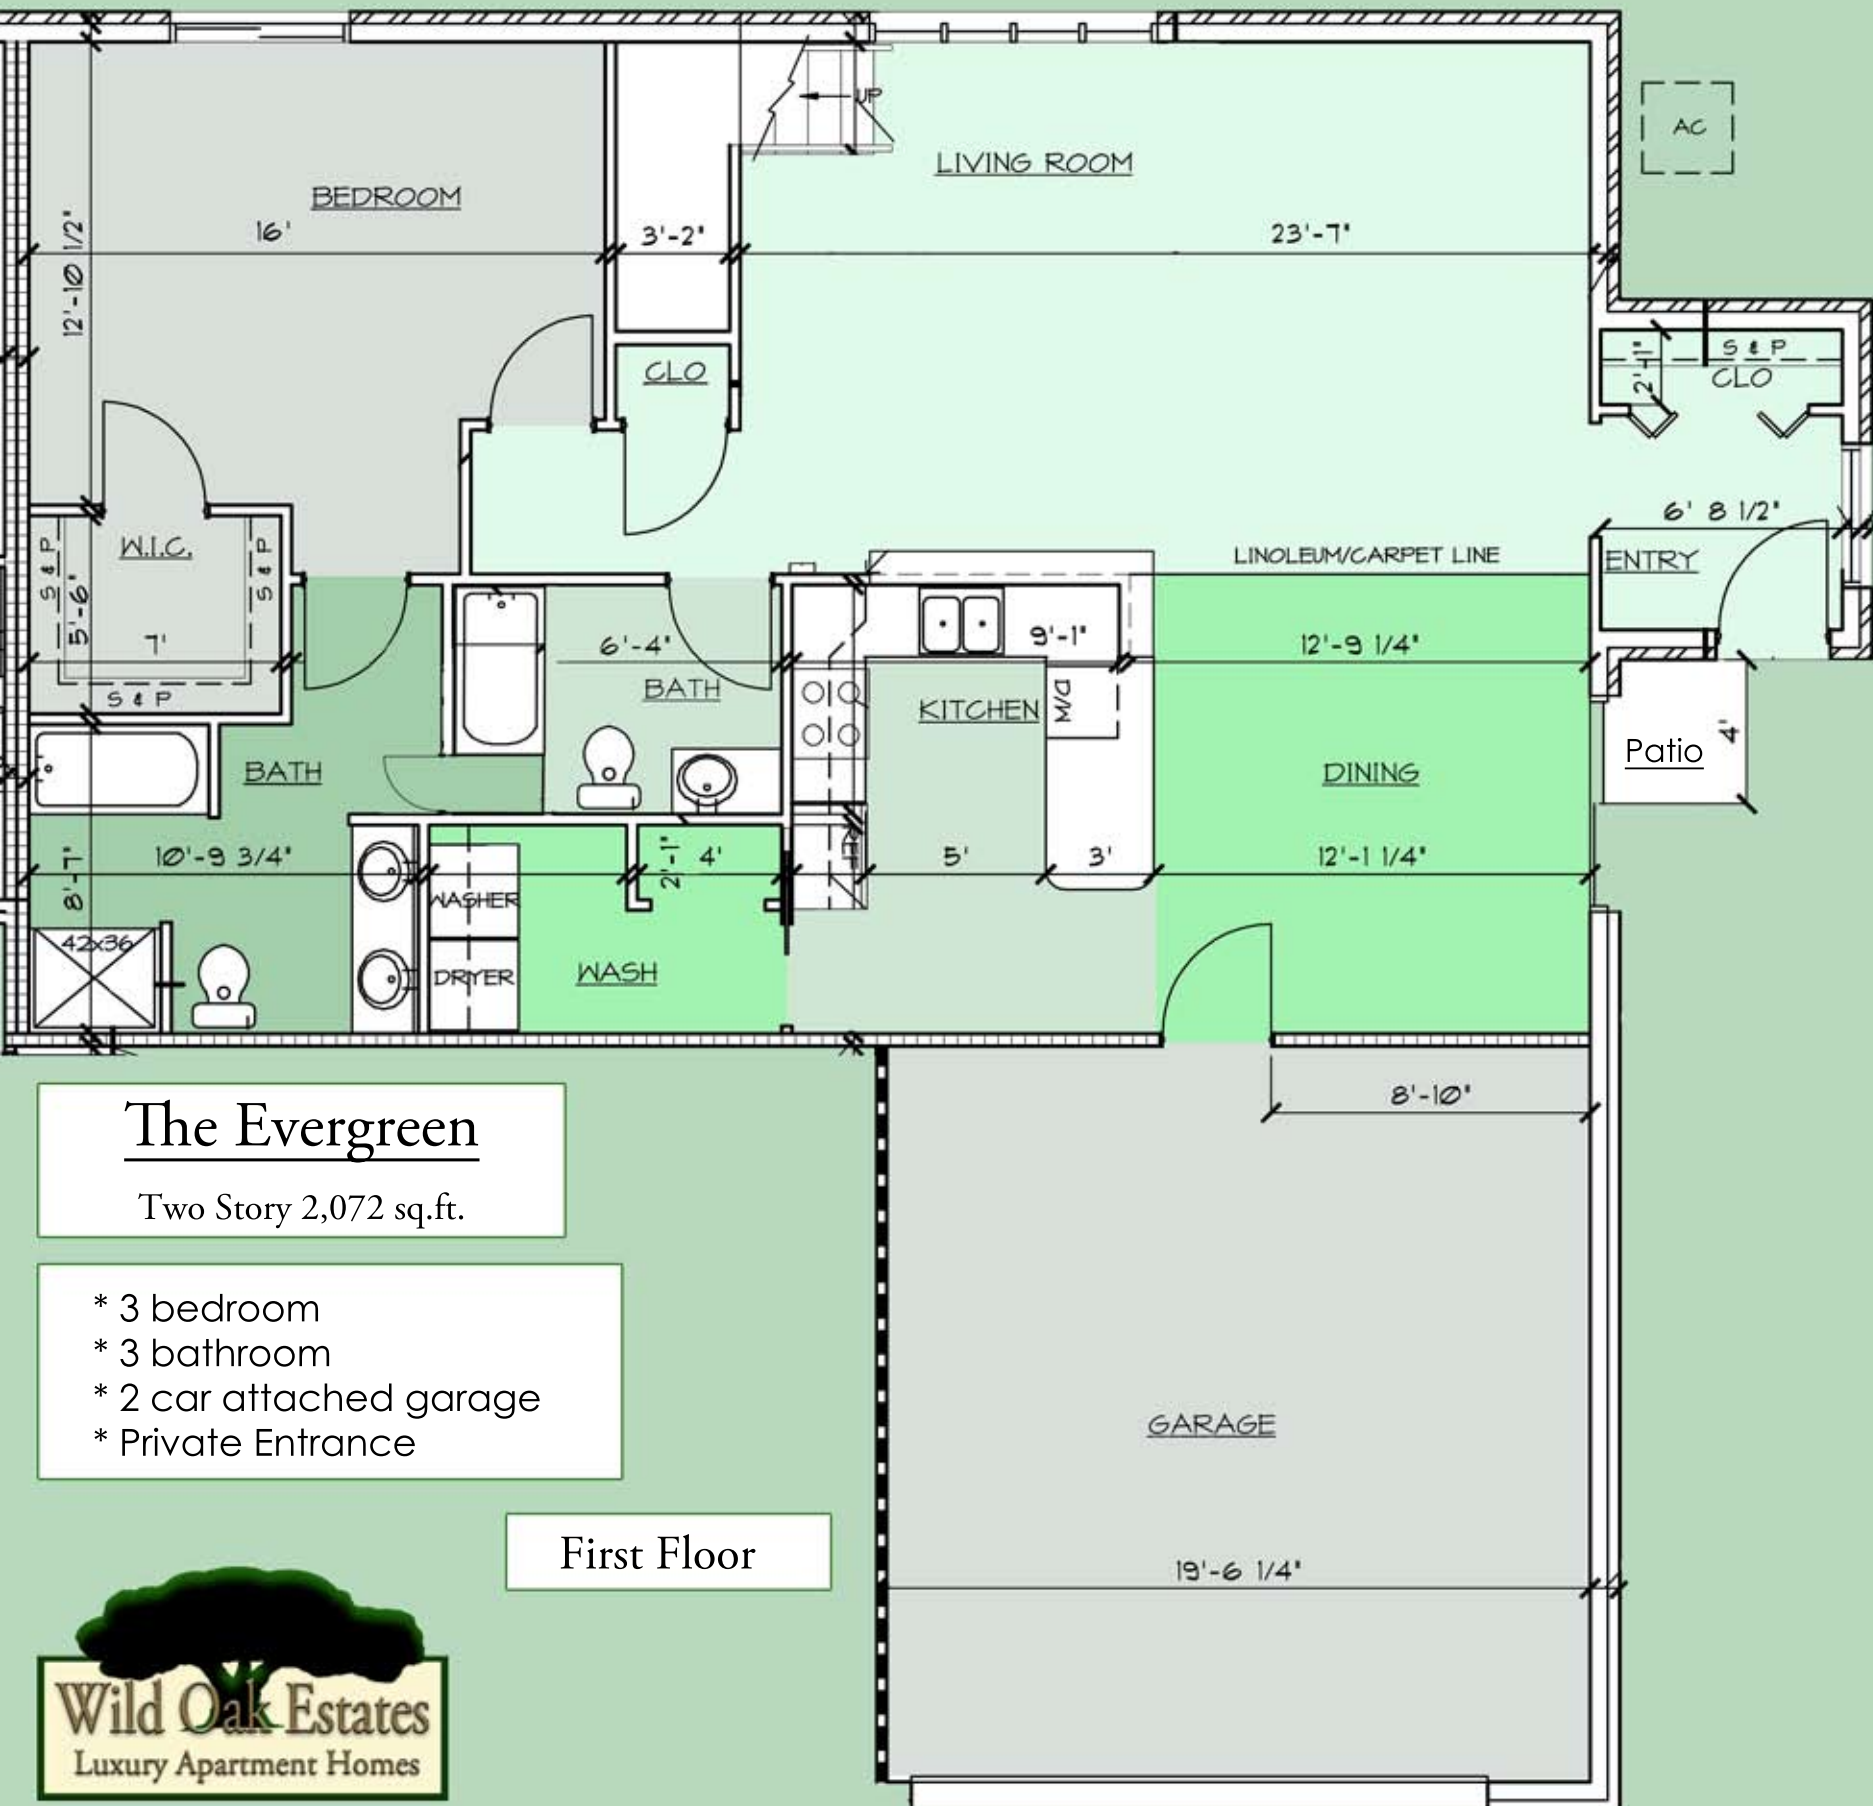 UP
LIVING ROOM
AC
BEDROOM
16'
3'-2"
23'-7"
12'-10 1/2"
CLO
S & P
2'-1"
CLO
6' 8 1/2"
W.I.C.
S & P
S & P
5'-6"
7'
S & P
LINOLEUM/CARPET LINE
ENTRY
6'-4"
BATH
9'-1"
12'-9 1/4"
KITCHEN
D/W
Patio
4'
BATH
DINING
10'-9 3/4"
8'-7"
2'-1"
4'
REF
5'
3'
12'-1 1/4"
WASHER
42x36
DRYER
WASH
8'-10"
The Evergreen
Two Story 2,072 sq.ft.
* 3 bedroom
* 3 bathroom
* 2 car attached garage
* Private Entrance
GARAGE
First Floor
19'-6 1/4"
Wild Oak Estates
Luxury Apartment Homes